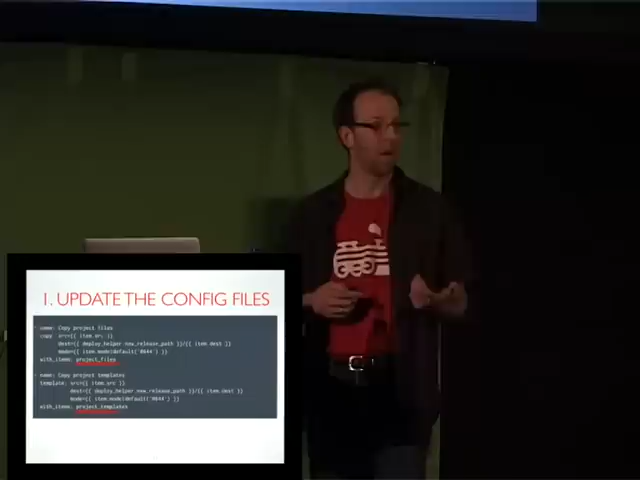 1. UPDATE THE CONFIG FILES
- name: Copy project files
copy: src={{ item.src }}
dest={{ deploy_helper.new_release_path }}/{{ item.dest }}
mode={{ item.mode|default('0644') }}
with_items: project_files
- name: Copy project templates
template: src={{ item.src }}
dest={{ deploy_helper.new_release_path }}/{{ item.dest }}
mode={{ item.mode|default('0644') }}
with_items: project_templates